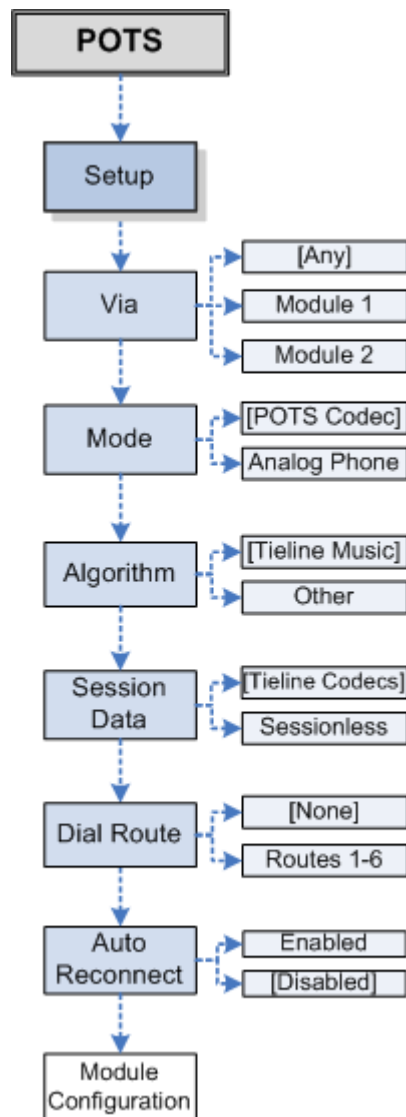 POTS
Setup
Via
[Any]
Module 1
Module 2
Mode
[POTS Codec]
Analog Phone
Algorithm
[Tieline Music]
Other
Session
Data
[Tieline Codecs]
Sessionless
Dial Route
[None]
Routes 1-6
Auto
Reconnect
Enabled
[Disabled]
Module
Configuration